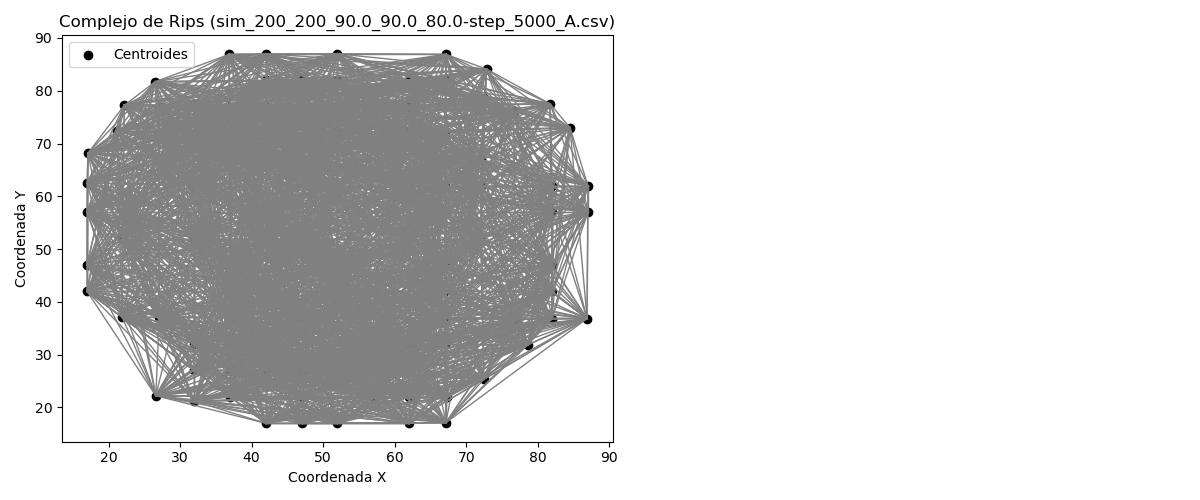 Complejo de Rips (sim_200_200_90.0_90.0_80.0-step_5000_A.csv)
Centroides
90
80
70
60
50
40
30
20
Coordenada Y
20 30 40 50 60 70 80 90
Coordenada X